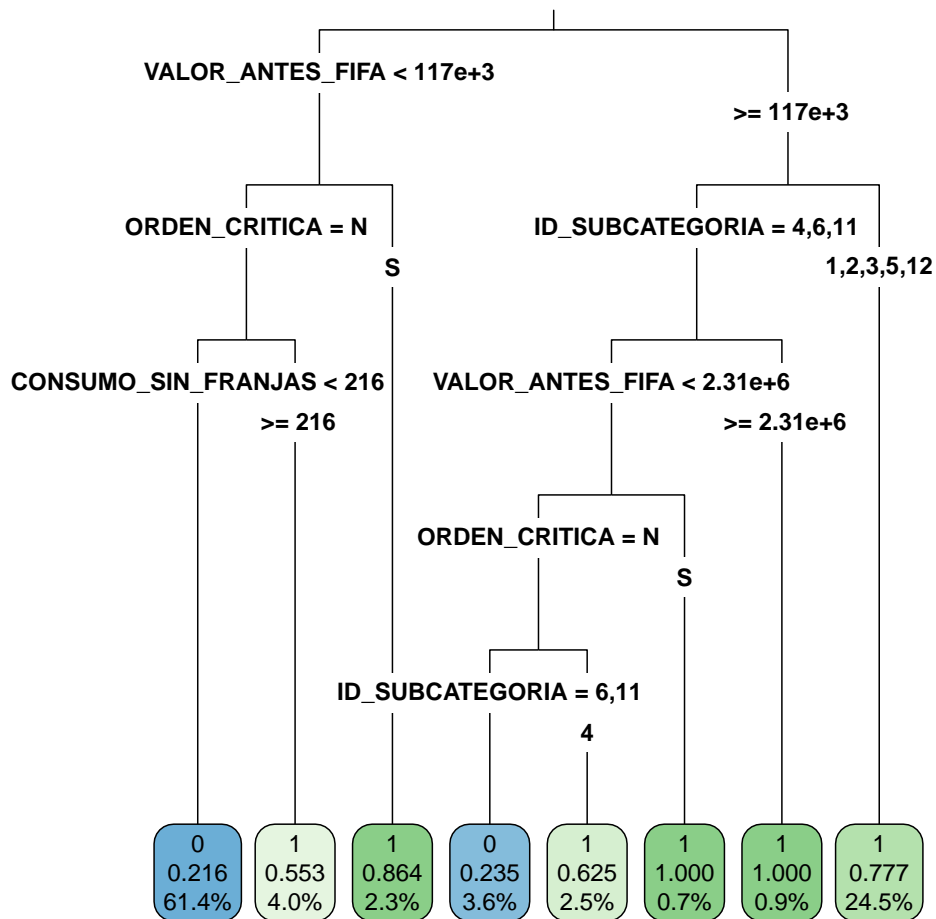 VALOR_ANTES_FIFA < 117e+3
>= 117e+3
ORDEN_CRITICA = N
S
ID_SUBCATEGORIA = 4,6,11
1,2,3,5,12
CONSUMO_SIN_FRANJAS < 216
>= 216
VALOR_ANTES_FIFA < 2.31e+6
>= 2.31e+6
ORDEN_CRITICA = N
S
ID_SUBCATEGORIA = 6,11
4
0
0.216
61.4%
1
0.553
4.0%
1
0.864
2.3%
0
0.235
3.6%
1
0.625
2.5%
1
1.000
0.7%
1
1.000
0.9%
1
0.777
24.5%